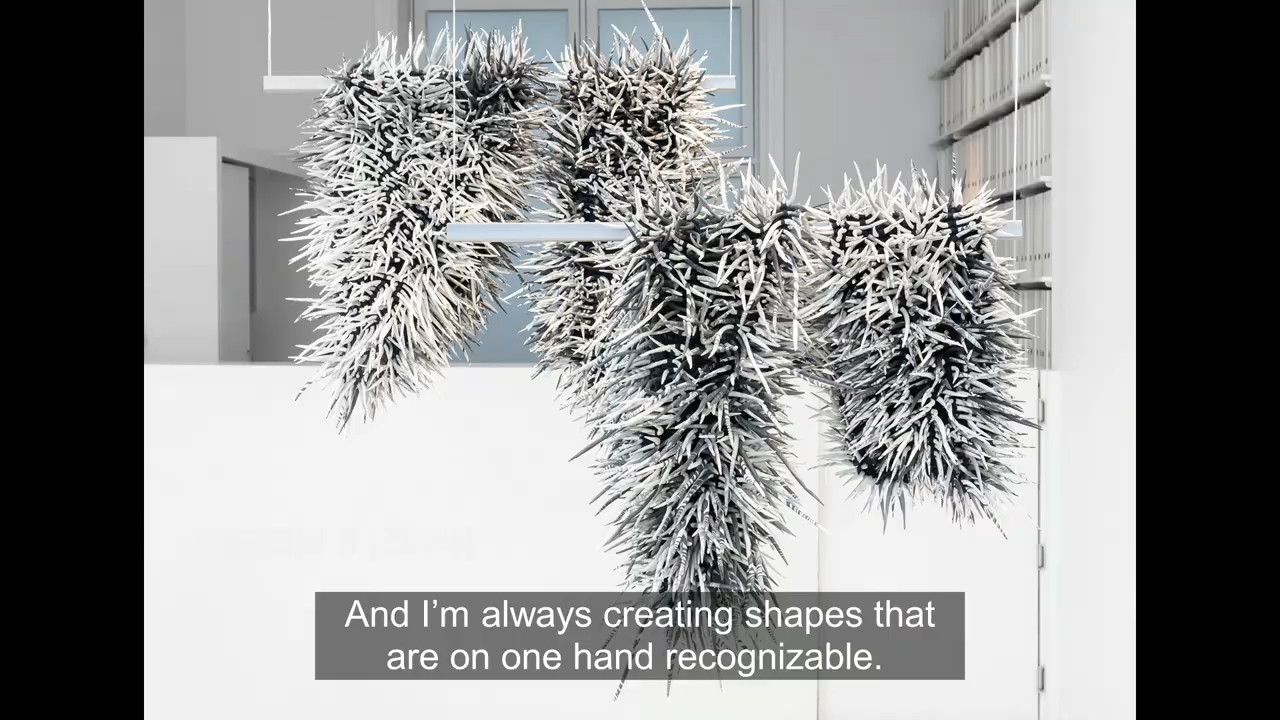 And I’m always creating shapes that
are on one hand recognizable.